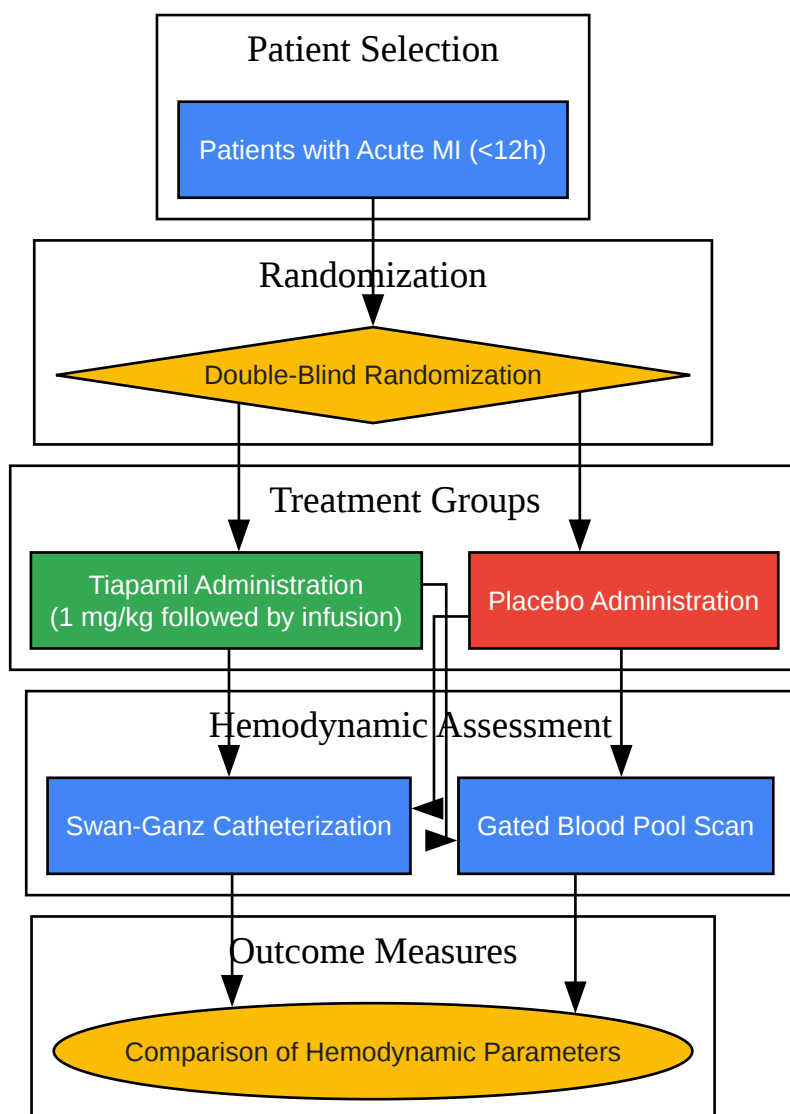 Patient Selection
Patients with Acute MI (<12h)
Randomization
Double-Blind Randomization
Treatment Groups
Tiapamil Administration
(1 mg/kg followed by infusion)
Placebo Administration
Hemodynamic Assessment
Swan-Ganz Catheterization
Gated Blood Pool Scan
Outcome Measures
Comparison of Hemodynamic Parameters